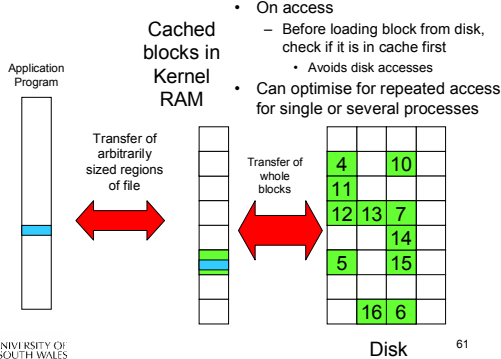 • On access
– Before loading block from disk,
check if it is in cache first
• Avoids disk accesses
• Can optimise for repeated access
for single or several processes
Cached
blocks in
Kernel
RAM
Application
Program
Transfer of
arbitrarily
sized regions
of file
Transfer of
whole
blocks
4 10
11
12 13 7
14
5 15
16 6
Disk
61
NIVERSITY OF
SOUTH WALES